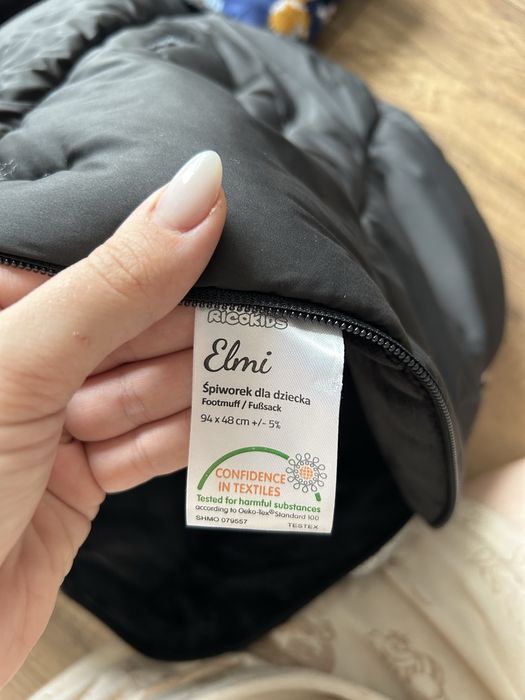 RICOKIDS
Elmi
Śpiworek dla dziecka
Footmuff / Fußsack
94 x 48 cm +/- 5%
CONFIDENCE
IN TEXTILES
Tested for harmful substances
according to Oeko-Tex® Standard 100
SHMO 079557 TESTEX